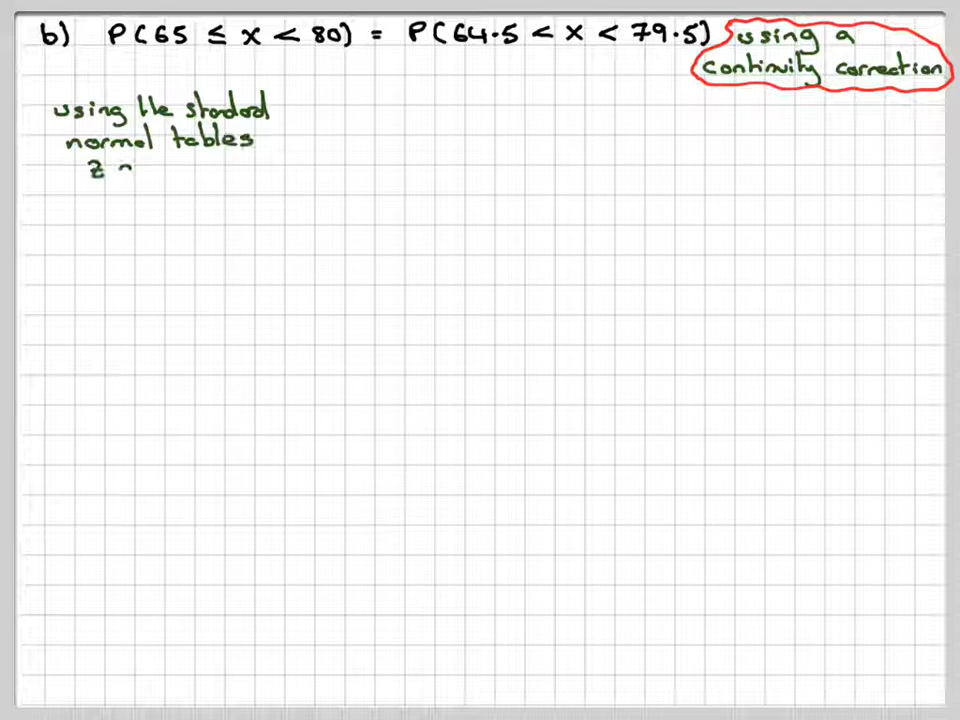 b) P(65 ≤ x < 80) = P(64.5 < x < 79.5) using a
continuity correction
using the standard
normal tables
z ~